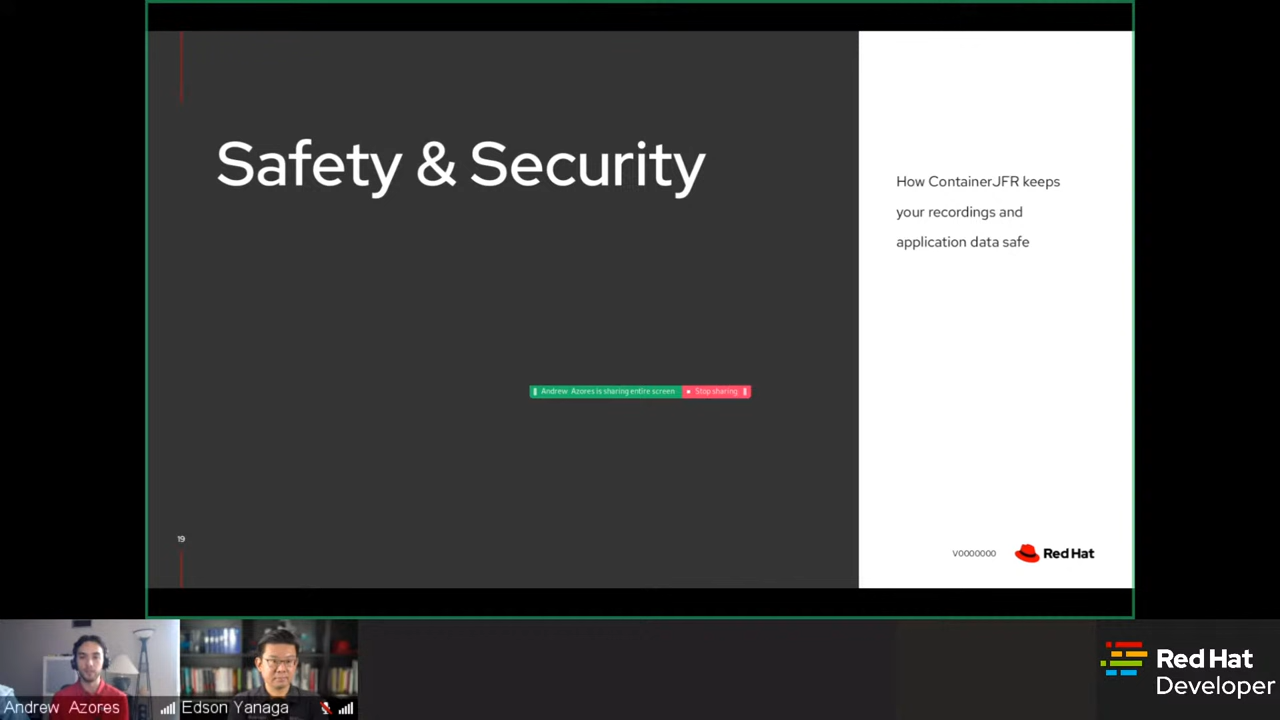 Safety & Security
How ContainerJFR keeps
your recordings and
application data safe
Andrew Azores is sharing entire screen
Stop sharing
19
V0000000
Red Hat
Andrew Azores
Edson Yanaga
Red Hat
Developer